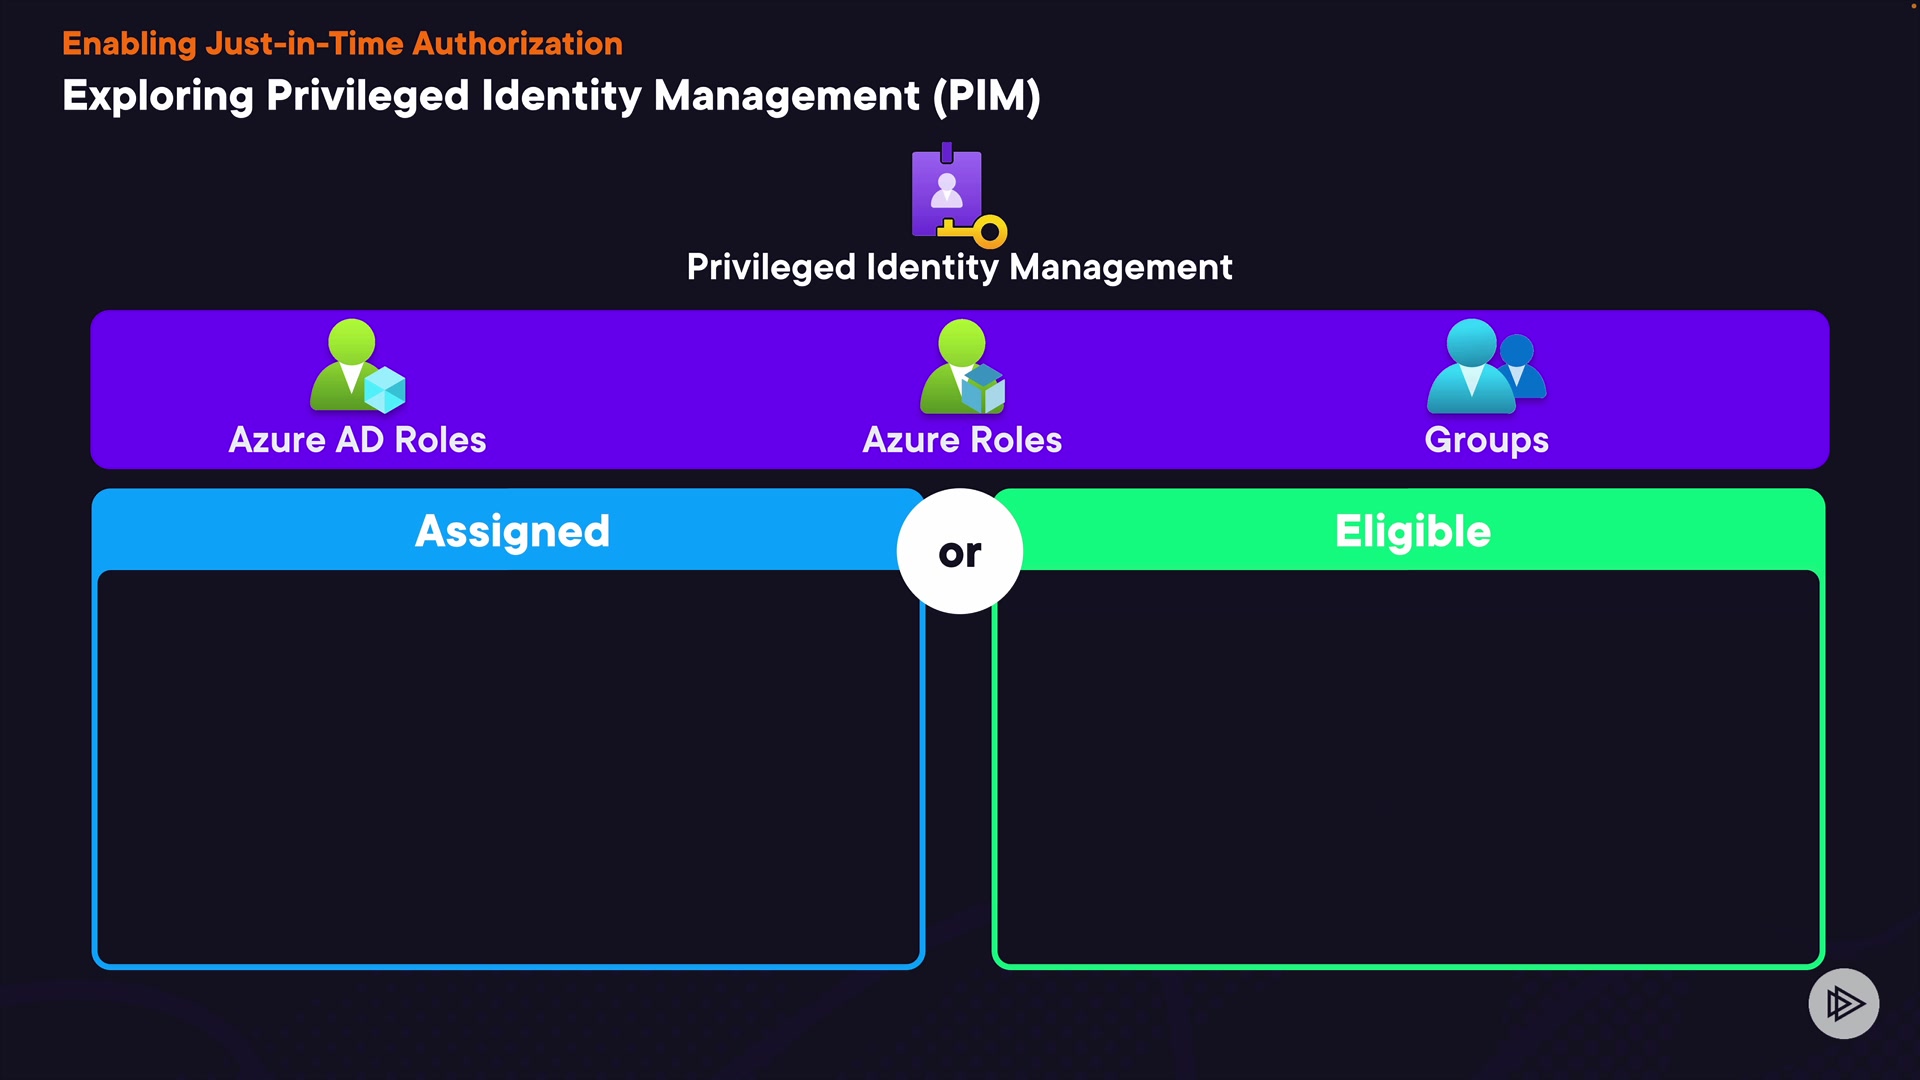 Enabling Just-in-Time Authorization
Exploring Privileged Identity Management (PIM)
Privileged Identity Management
Azure AD Roles
Azure Roles
Groups
Assigned
or
Eligible